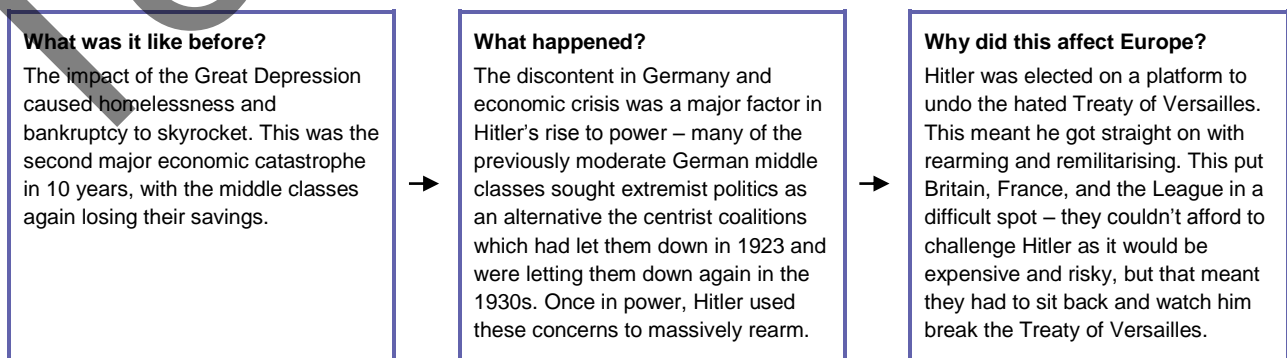 What was it like before?
The impact of the Great Depression
caused homelessness and
bankruptcy to skyrocket. This was the
second major economic catastrophe
in 10 years, with the middle classes
again losing their savings.
What happened?
The discontent in Germany and
economic crisis was a major factor in
Hitler's rise to power – many of the
previously moderate German middle
classes sought extremist politics as
an alternative the centrist coalitions
which had let them down in 1923 and
were letting them down again in the
1930s. Once in power, Hitler used
these concerns to massively rearm.
Why did this affect Europe?
Hitler was elected on a platform to
undo the hated Treaty of Versailles.
This meant he got straight on with
rearming and remilitarising. This put
Britain, France, and the League in a
difficult spot – they couldn't afford to
challenge Hitler as it would be
expensive and risky, but that meant
they had to sit back and watch him
break the Treaty of Versailles.